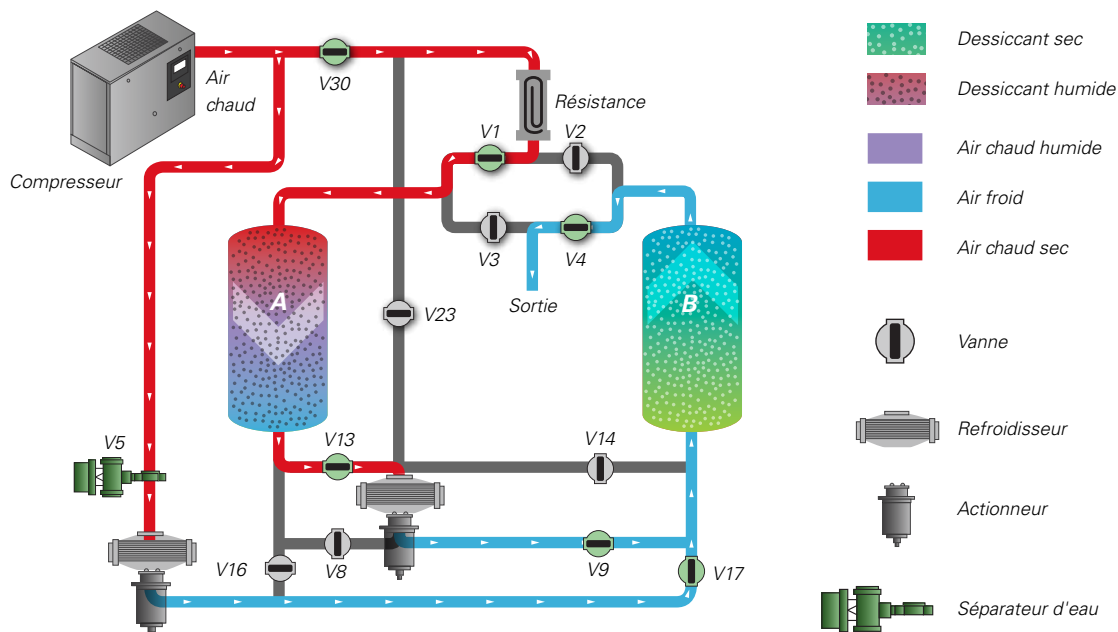 Air
chaud
V30
Compresseur
Résistance
V1
V2
V3
V4
Sortie
A
B
V23
V5
V13
V14
V16
V8
V9
V17
Dessiccant sec
Dessiccant humide
Air chaud humide
Air froid
Air chaud sec
Vanne
Refroidisseur
Actionneur
Séparateur d'eau